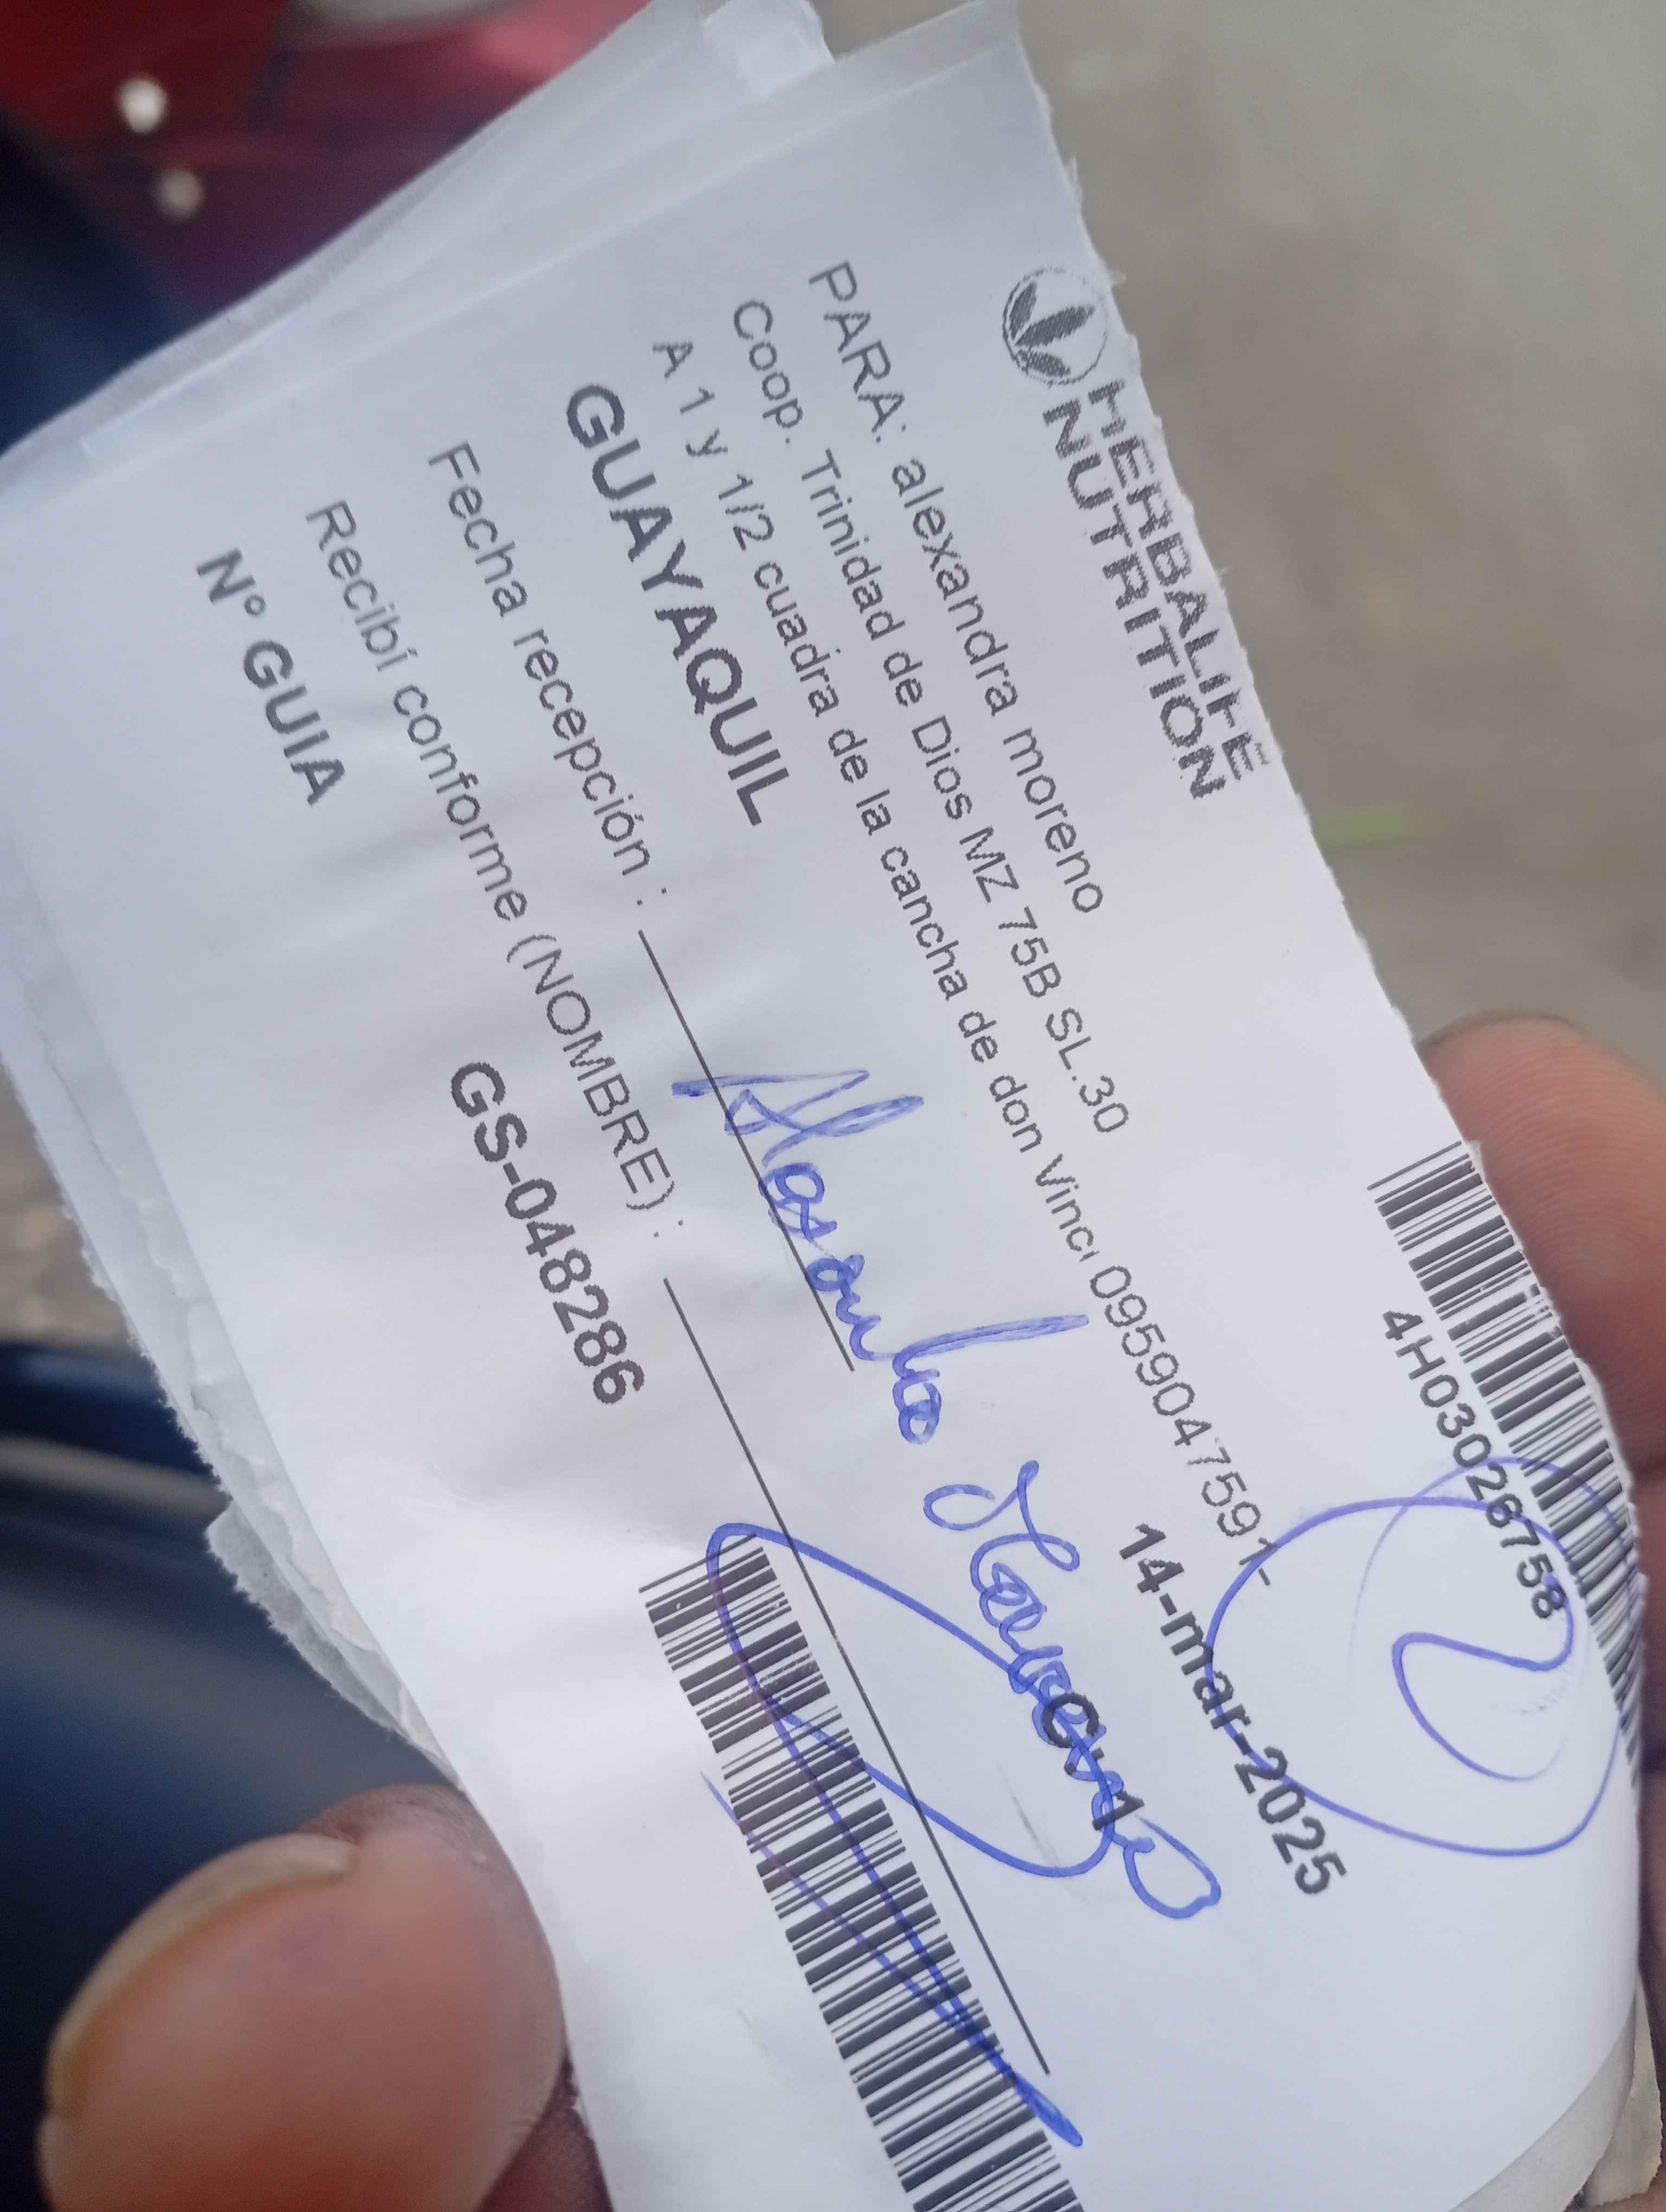 HERBALIFE
NUTRITION
4H03028758
PARA: alexandra moreno
Coop. Trinidad de Dios MZ 75B SL.30
A 1 y 1/2 cuadra de la cancha de don Vinci 0959047591-
GUAYAQUIL
14-mar-2025
Fecha recepción :
Recibí conforme (NOMBRE) :
Nº GUIA
GS-048286